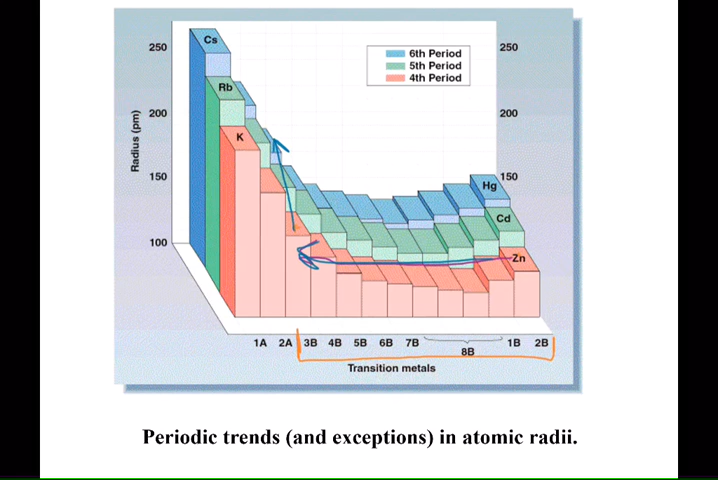 250
200
150
100
Radius (pm)
Cs
Rb
K
6th Period
5th Period
4th Period
250
200
150
Hg
Cd
Zn
1A 2A 3B 4B 5B 6B 7B 8B 1B 2B
Transition metals
Periodic trends (and exceptions) in atomic radii.